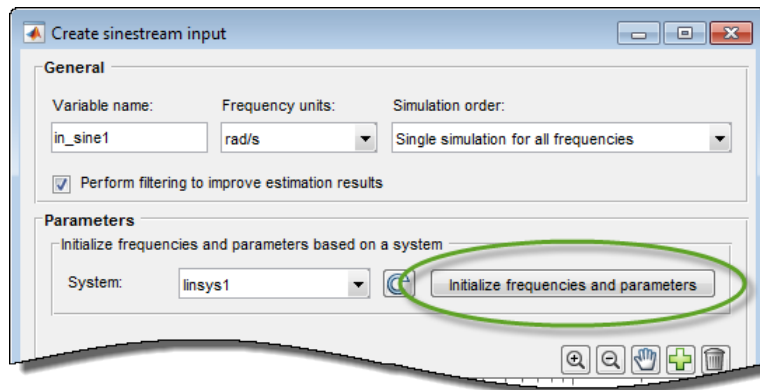 Create sinestream input
General
Variable name: Frequency units: Simulation order:
in_sine1 rad/s Single simulation for all frequencies
Perform filtering to improve estimation results
Parameters
Initialize frequencies and parameters based on a system
System: linsys1 Initialize frequencies and parameters